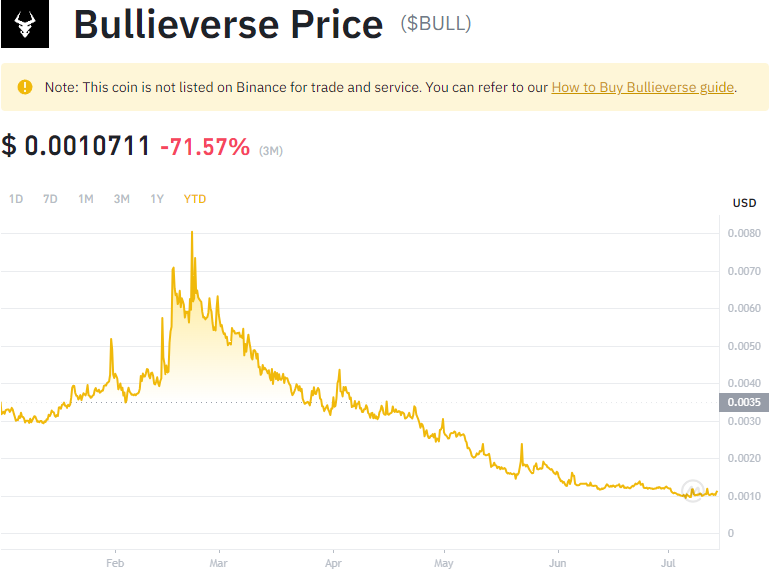 Bullieverse Price ($BULL)
Note: This coin is not listed on Binance for trade and service. You can refer to our How to Buy Bullieverse guide.
$ 0.0010711 -71.57% (3M)
1D 7D 1M 3M 1Y YTD
USD
0.0080
0.0070
0.0060
0.0050
0.0040
0.0035
0.0030
0.0020
0.0010
0
Feb Mar Apr May Jun Jul